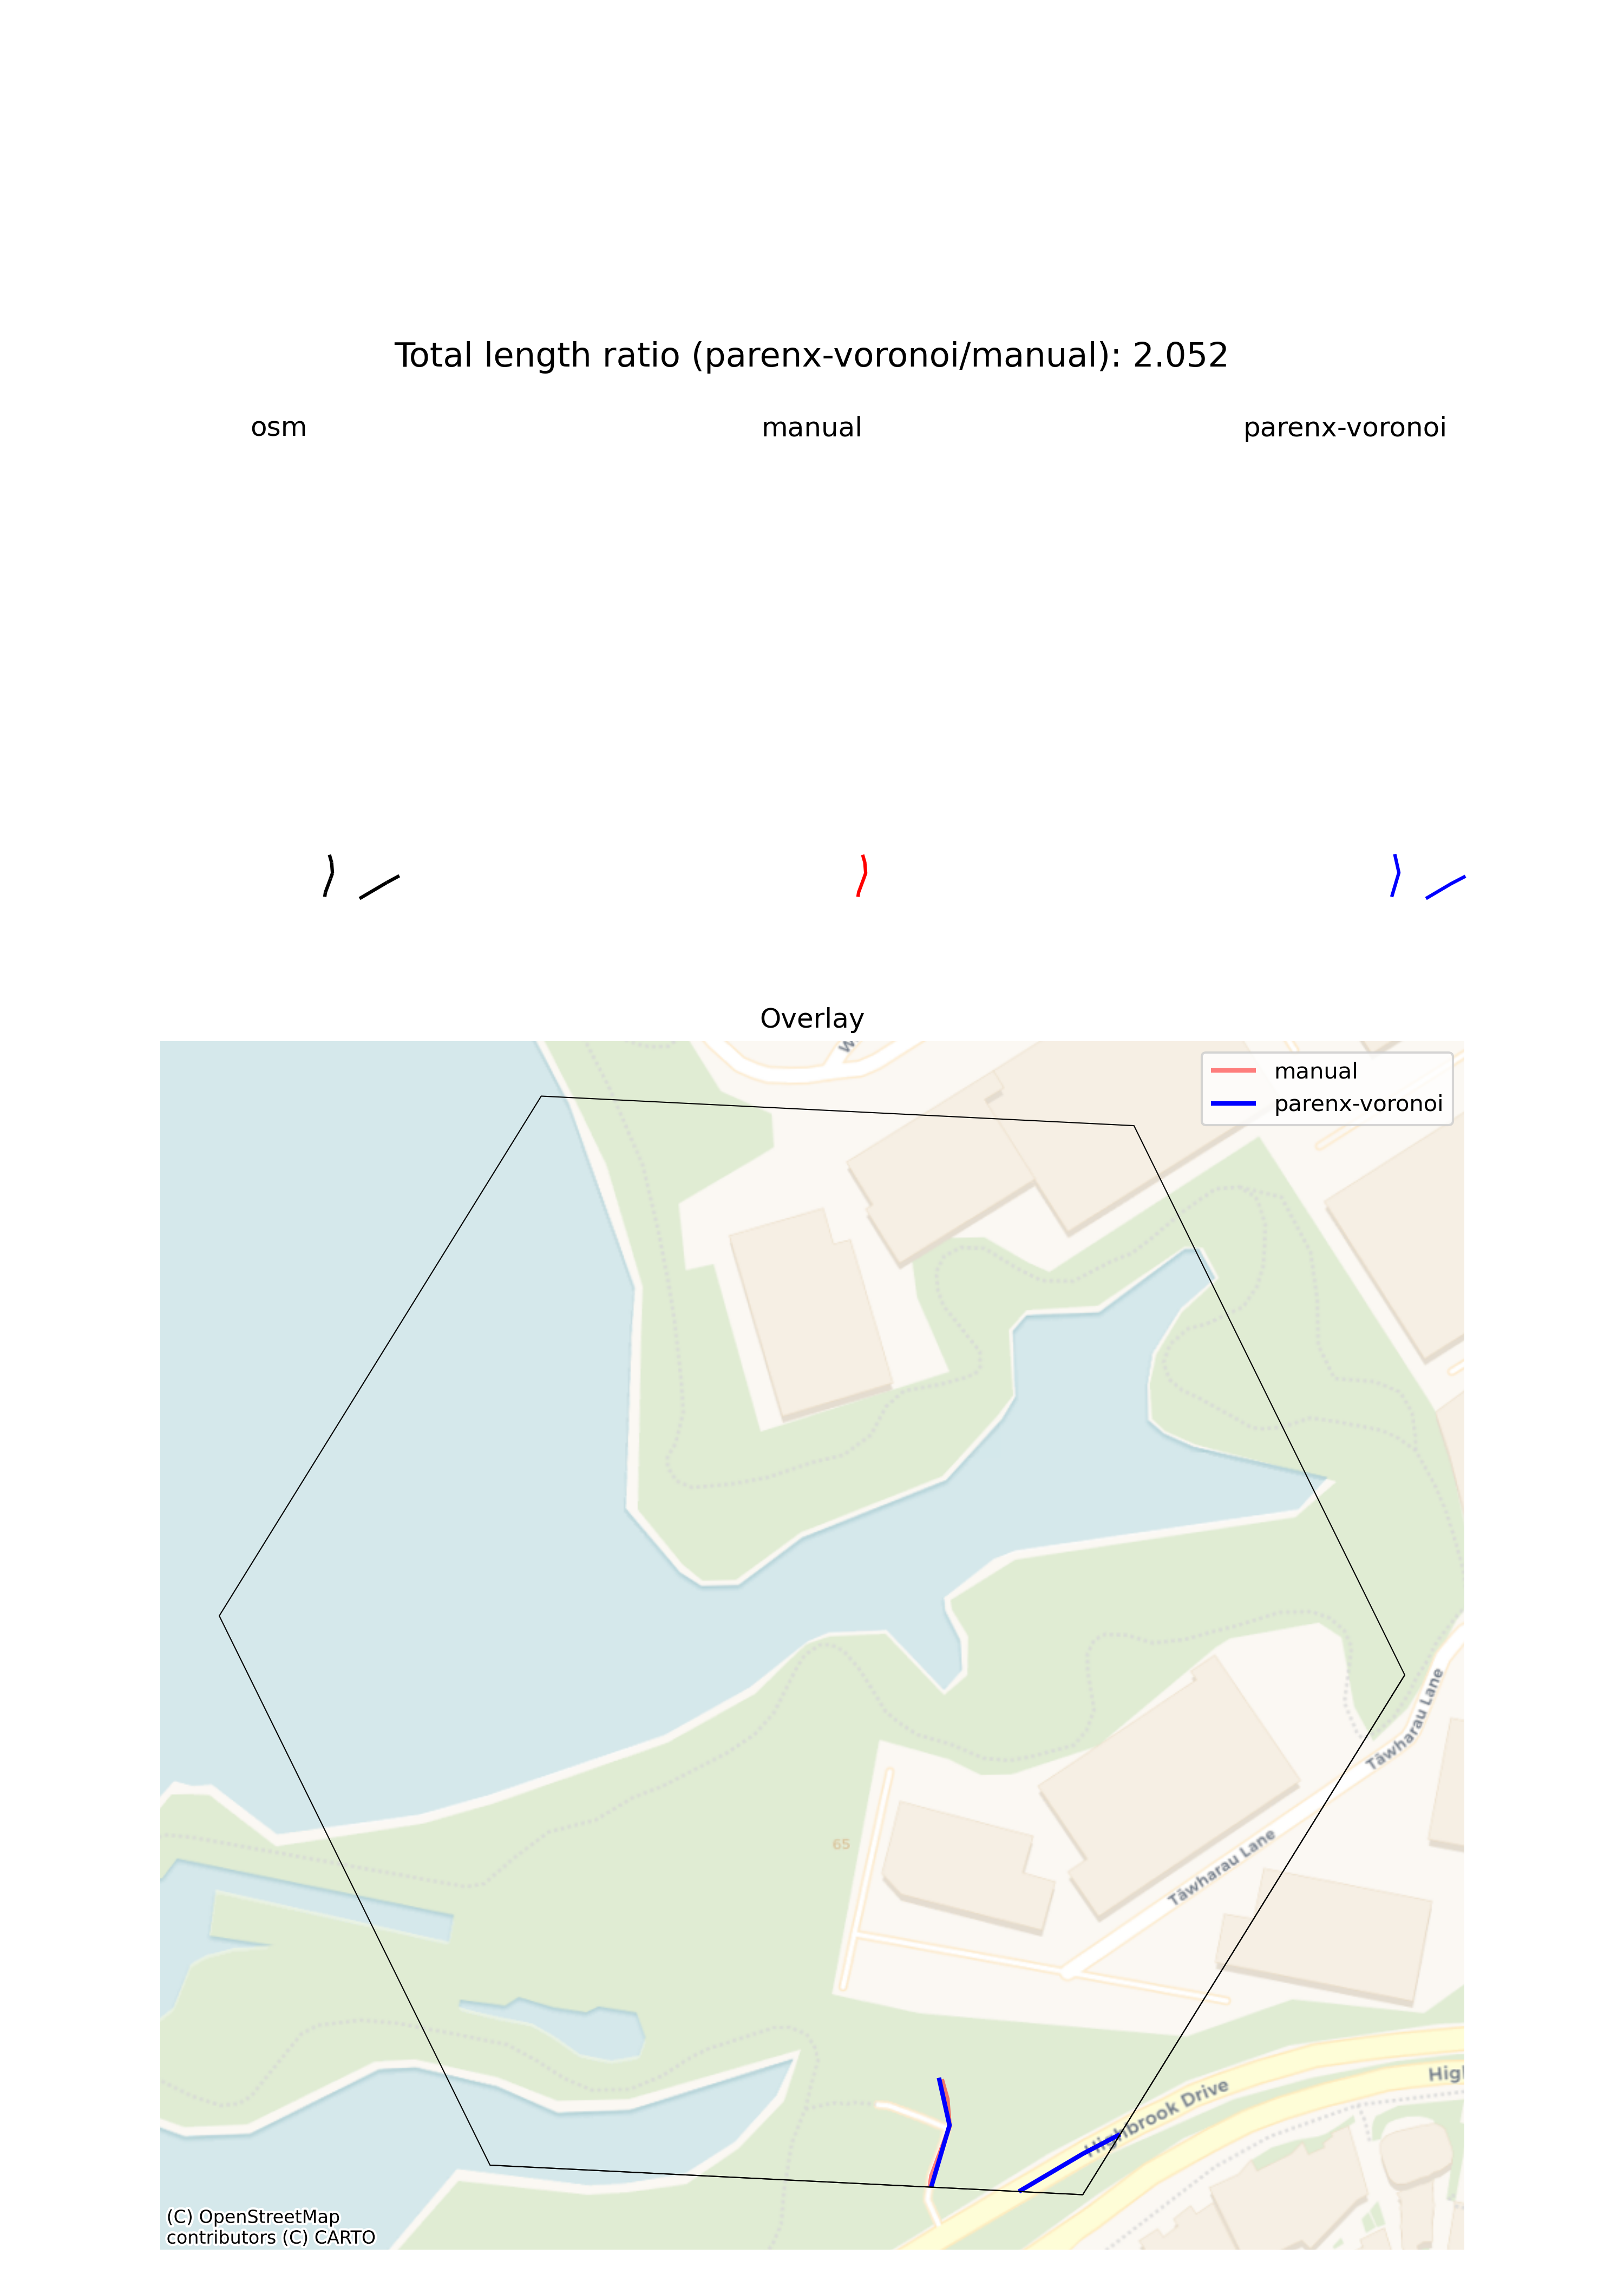 Total length ratio (parenx-voronoi/manual): 2.052
osm
manual
parenx-voronoi
Overlay
W
manual
parenx-voronoi
Tāwharau Lane
65
Tāwharau Lane
Highbrook Drive
High
(C) OpenStreetMap
contributors (C) CARTO